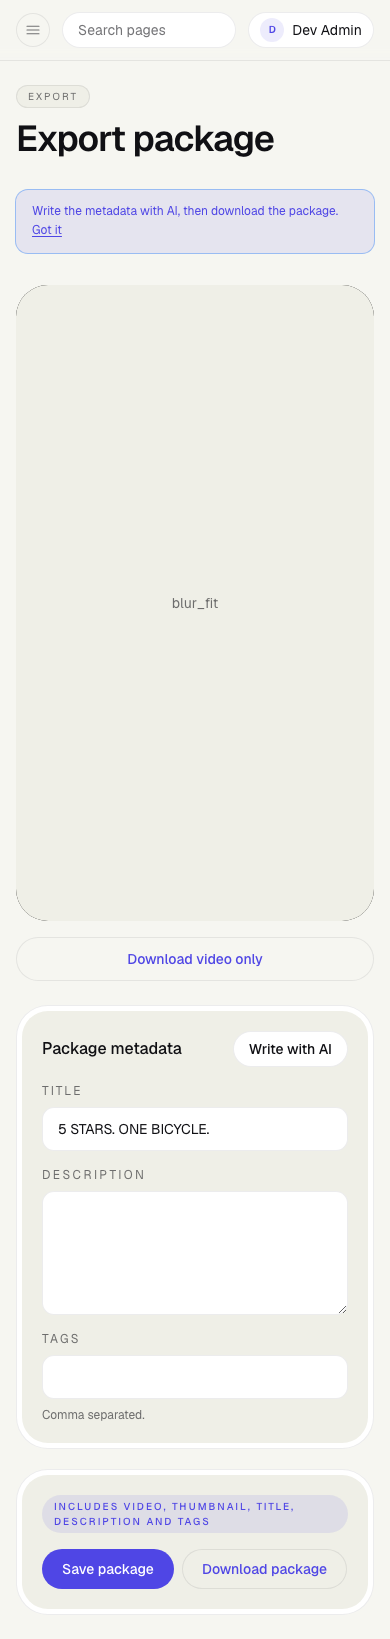 Search pages
D
Dev Admin
EXPORT
Export package
Write the metadata with AI, then download the package.
Got it
blur_fit
Download video only
Package metadata
Write with AI
TITLE
5 STARS. ONE BICYCLE.
DESCRIPTION
TAGS
Comma separated.
INCLUDES VIDEO, THUMBNAIL, TITLE,
DESCRIPTION AND TAGS
Save package
Download package